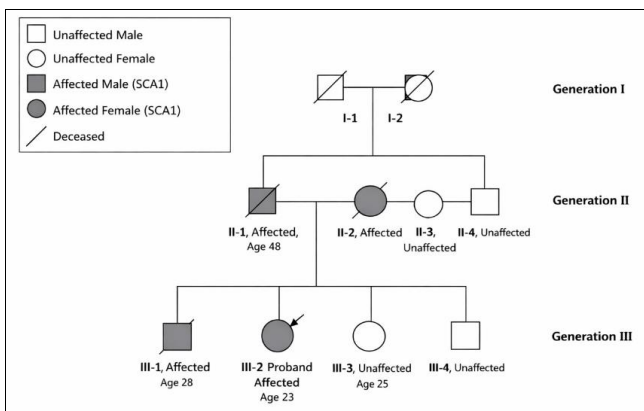 Unaffected Male
Unaffected Female
Affected Male (SCA1)
Affected Female (SCA1)
Deceased
Generation I
I-1
I-2
Generation II
II-1, Affected,
Age 48
II-2, Affected
II-3,
Unaffected
II-4, Unaffected
Generation III
III-1, Affected
Age 28
III-2 Proband
Affected
Age 23
III-3, Unaffected
Age 25
III-4, Unaffected